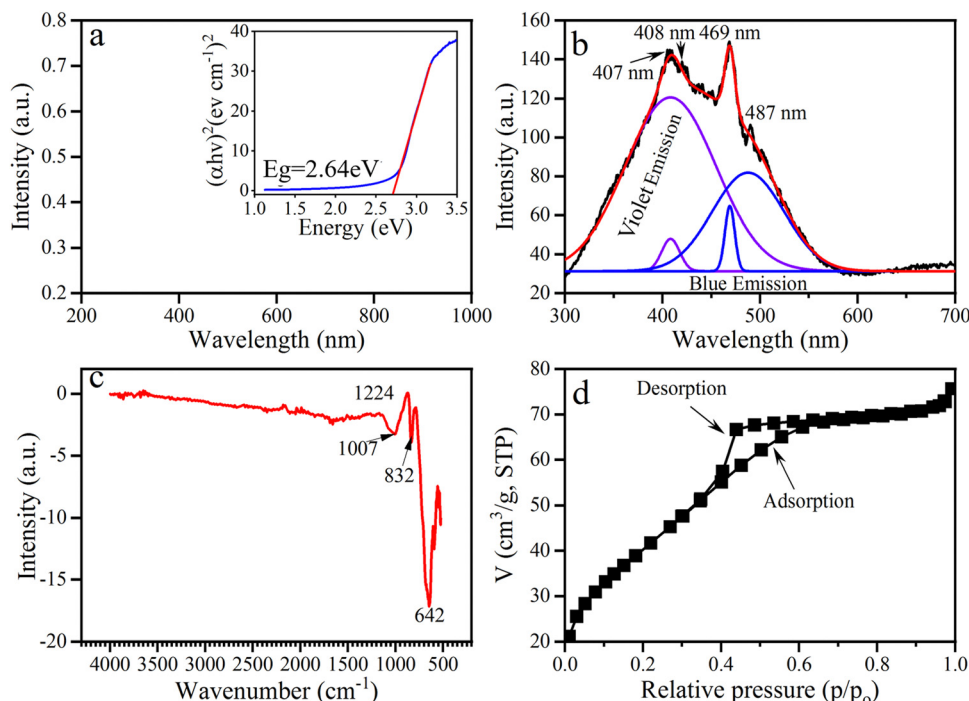 a
0.8
0.7
0.6
0.5
0.4
0.3
0.2
Intensity (a.u.)
200
400
600
800
1000
Wavelength (nm)
40
30
20
10
0
(αhν)²(ev cm⁻¹)²
Eg=2.64eV
1.0
1.5
2.0
2.5
3.0
3.5
Energy (eV)
b
160
140
120
100
80
60
40
20
Intensity (a.u.)
408 nm
469 nm
407 nm
487 nm
Violet Emission
Blue Emission
300
400
500
600
700
Wavelength (nm)
c
0
-5
-10
-15
-20
Intensity (a.u.)
1224
1007
832
642
4000
3500
3000
2500
2000
1500
1000
500
Wavenumber (cm⁻¹)
d
80
70
60
50
40
30
20
V (cm³/g, STP)
Desorption
Adsorption
0.0
0.2
0.4
0.6
0.8
1.0
Relative pressure (p/pₒ)